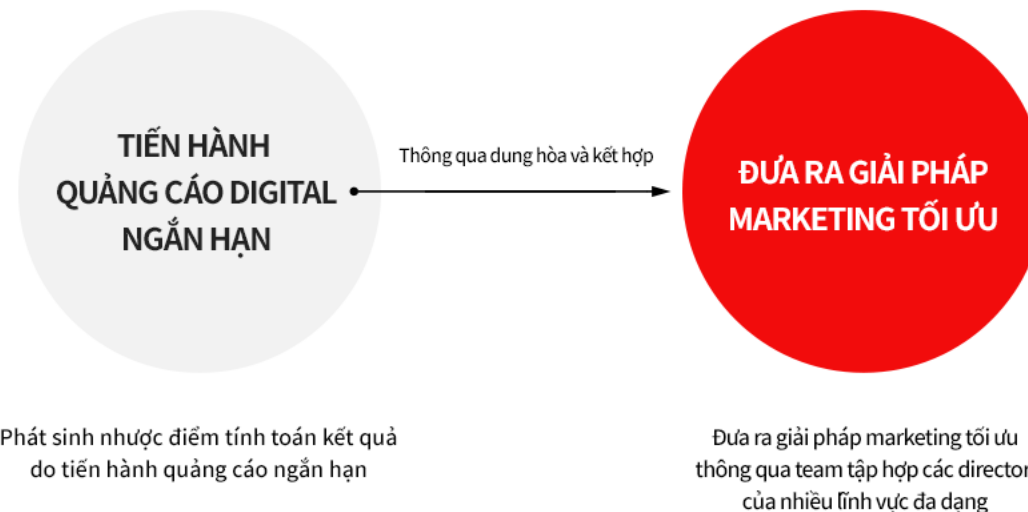 TIẾN HÀNH
QUẢNG CÁO DIGITAL
NGẮN HẠN
Thông qua dung hòa và kết hợp
ĐƯA RA GIẢI PHÁP
MARKETING TỐI ƯU
Phát sinh nhược điểm tính toán kết quả
do tiến hành quảng cáo ngắn hạn
Đưa ra giải pháp marketing tối ưu
thông qua team tập hợp các director
của nhiều lĩnh vực đa dạng